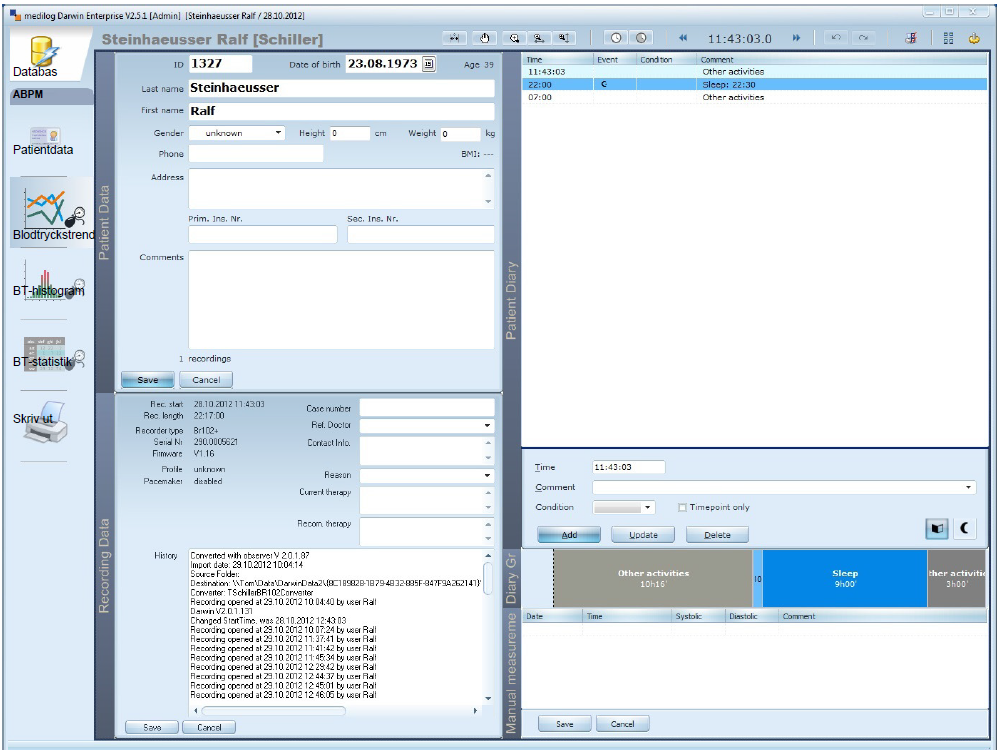 medilog Darwin Enterprise V2.5.1 [Admin] [Steinhaeusser Ralf / 28.10.2012]
Steinhaeusser Ralf [Schiller]
11:43:03.0
Databas
ABPM
Patientdata
Blodtryckstrend
BT-histogram
BT-statistik
Skriv ut
Patient Data
ID 1327 Date of birth 23.08.1973 15 Age 39
Last name Steinhaeusser
First name Ralf
Gender unknown Height 0 cm Weight 0 kg
Phone BMI: ---
Address
Prim. Ins. Nr. Sec. Ins. Nr.
Comments
1 recordings
Save Cancel
Recording Data
Rec. start 28.10.2012 11:43:03
Rec. length 22:17:00
Recorder type Br102+
Serial Nr 290.0005621
Firmware V1.16
Profile unknown
Pacemaker disabled
Case number
Ref. Doctor
Contact Info.
Reason
Current therapy
Recom. therapy
History
Converted with observer V 2.0.1.87
Import date: 29.10.2012 10:04:14
Source Folder:
Converter: TSchillerBR102Converter
Recording opened at 29.10.2012 10:04:40 by user Ralf
Darwin V2.0.1.131
Changed StartTime, was 28.10.2012 12:43:03
Recording opened at 29.10.2012 10:07:24 by user Ralf
Recording opened at 29.10.2012 11:37:41 by user Ralf
Recording opened at 29.10.2012 11:41:42 by user Ralf
Recording opened at 29.10.2012 11:45:34 by user Ralf
Recording opened at 29.10.2012 12:29:42 by user Ralf
Recording opened at 29.10.2012 12:44:37 by user Ralf
Recording opened at 29.10.2012 12:45:01 by user Ralf
Recording opened at 29.10.2012 12:46:05 by user Ralf
Save Cancel
Patient Diary
Time Event Condition Comment
11:43:03 Other activities
22:00 Sleep: 22:30
07:00 Other activities
Time 11:43:03
Comment
Condition Timepoint only
Add Update Delete
Diary Gr
Other activities
10h16'
10
Sleep
9h00'
ther activitie
3h00'
Manual measureme
Date Time Systolic Diastolic Comment
Save Cancel